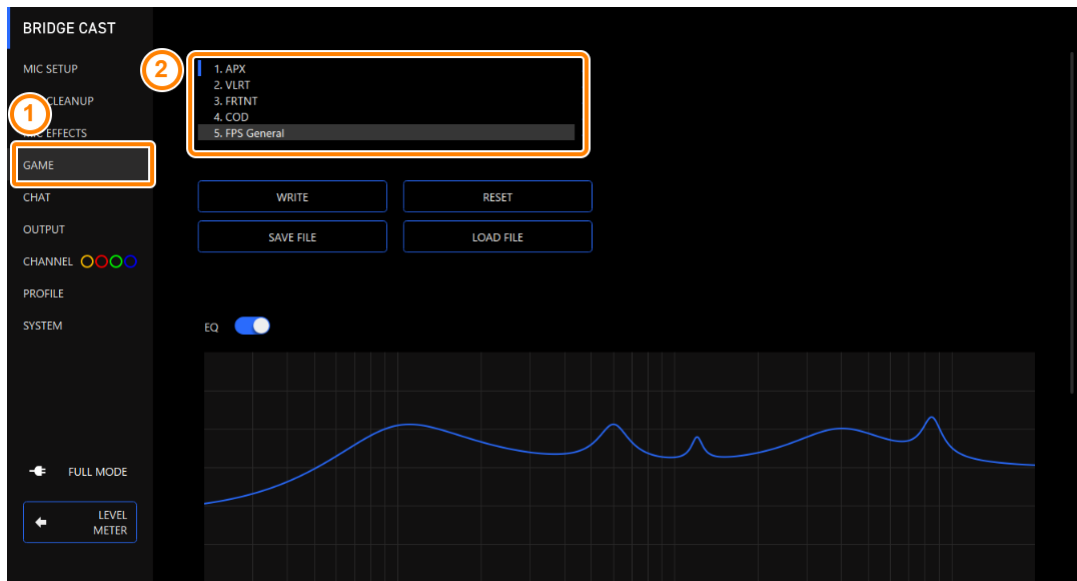 BRIDGE CAST
MIC SETUP
CLEANUP
MIC EFFECTS
GAME
CHAT
OUTPUT
CHANNEL
PROFILE
SYSTEM
FULL MODE
LEVEL
METER
1
2
1. APX
2. VLRT
3. FRTNT
4. COD
5. FPS General
WRITE
RESET
SAVE FILE
LOAD FILE
EQ